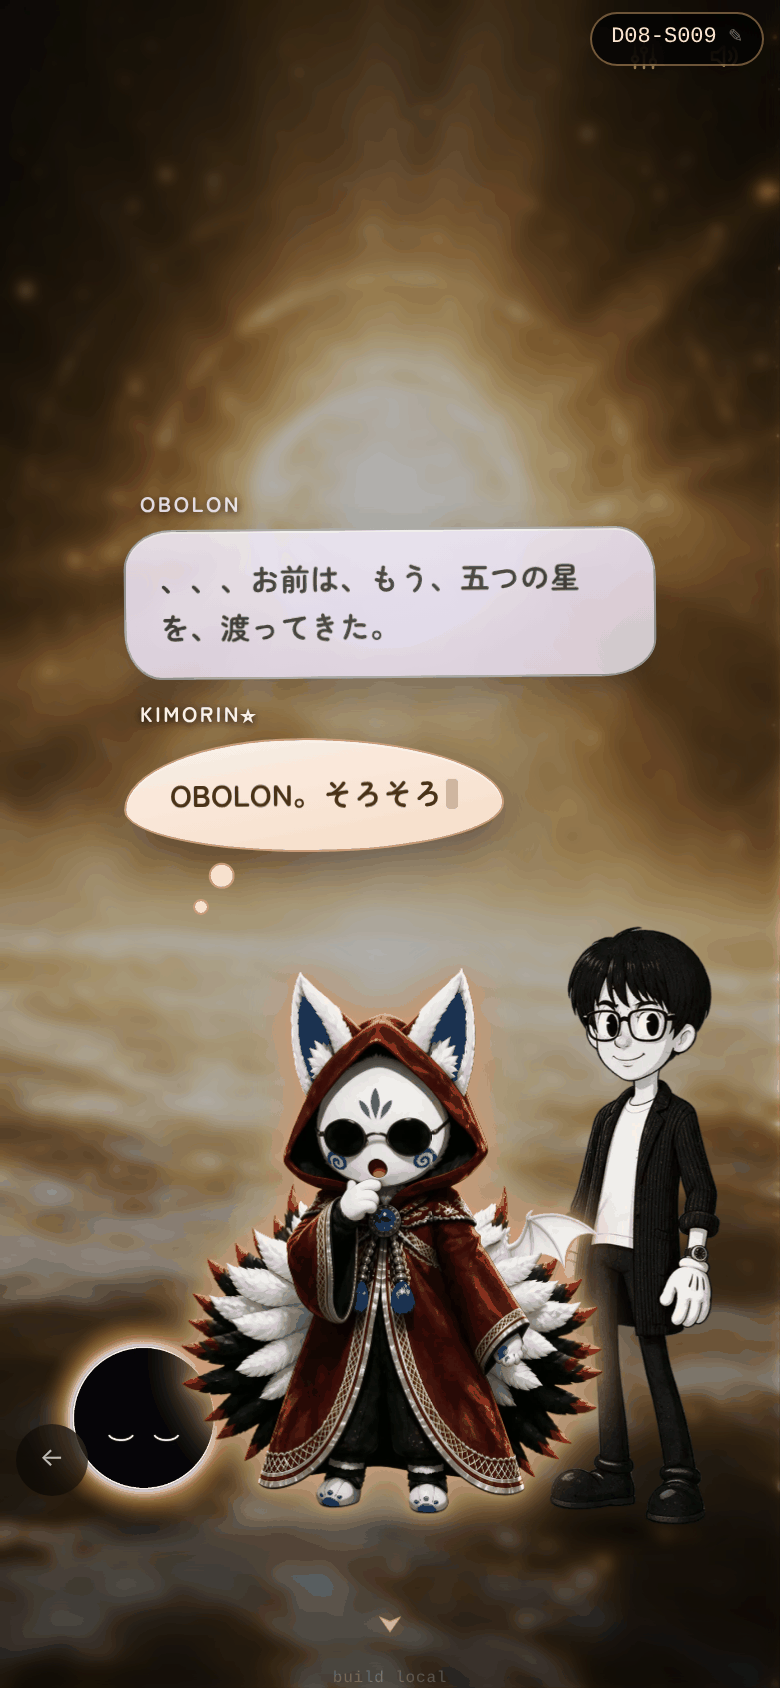 D08-S009 ✎
OBOLON
、、、お前は、もう、五つの星
を、渡ってきた。
KIMORIN★
OBOLON。そろそろ
build local